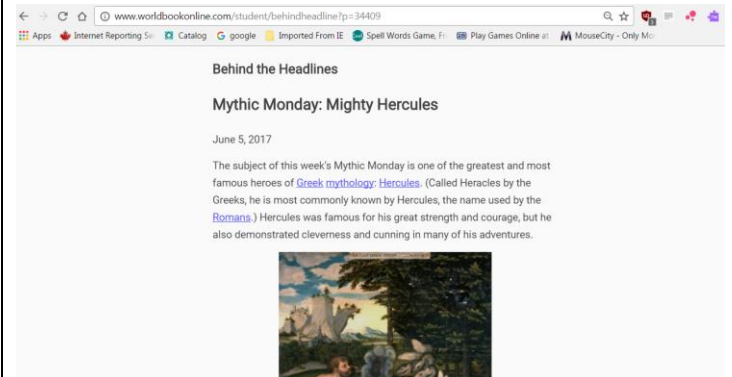 www.worldbookonline.com/student/behindheadline?p=34409
Apps Internet Reporting Se Catalog G google Imported From IE Spell Words Game, Fr Play Games Online at MouseCity - Only Mo
Behind the Headlines
Mythic Monday: Mighty Hercules
June 5, 2017
The subject of this week's Mythic Monday is one of the greatest and most
famous heroes of Greek mythology: Hercules. (Called Heracles by the
Greeks, he is most commonly known by Hercules, the name used by the
Romans.) Hercules was famous for his great strength and courage, but he
also demonstrated cleverness and cunning in many of his adventures.